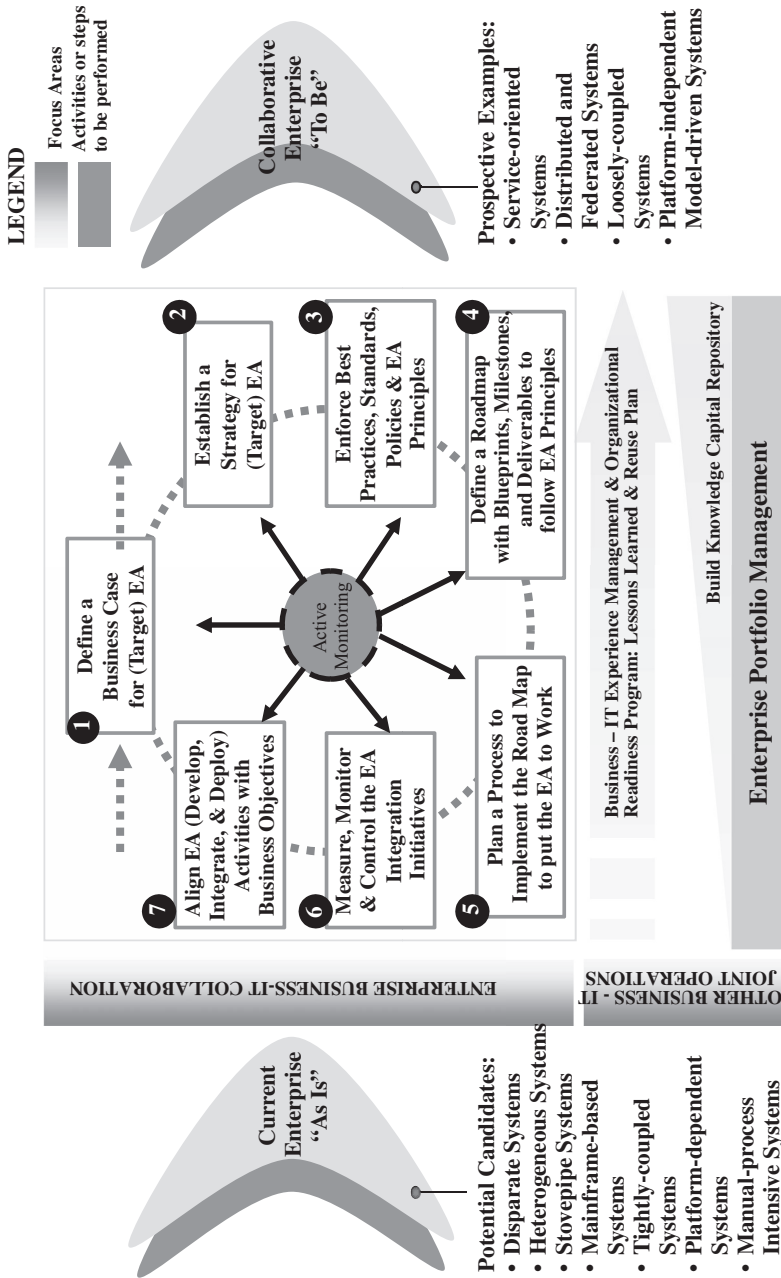 LEGEND
Focus Areas
Activities or steps
to be performed
Current
Enterprise
“As Is”
Potential Candidates:
• Disparate Systems
• Heterogeneous Systems
• Stovepipe Systems
• Mainframe-based
Systems
• Tightly-coupled
Systems
• Platform-dependent
Systems
• Manual-process
Intensive Systems
ENTERPRISE BUSINESS-IT COLLABORATION
OTHER BUSINESS - IT
JOINT OPERATIONS
1
Define a
Business Case
for (Target) EA
2
Establish a
Strategy for
(Target) EA
3
Enforce Best
Practices, Standards,
Policies & EA
Principles
4
Define a Roadmap
with Blueprints, Milestones,
and Deliverables to
follow EA Principles
5
Plan a Process to
Implement the Road Map
to put the EA to Work
6
Measure, Monitor
& Control the EA
Integration
Initiatives
7
Align EA (Develop,
Integrate, & Deploy)
Activities with
Business Objectives
Active
Monitoring
Business – IT Experience Management & Organizational
Readiness Program: Lessons Learned & Reuse Plan
Build Knowledge Capital Repository
Enterprise Portfolio Management
Collaborative
Enterprise
“To Be”
Prospective Examples:
• Service-oriented
Systems
• Distributed and
Federated Systems
• Loosely-coupled
Systems
• Platform-independent
Model-driven Systems